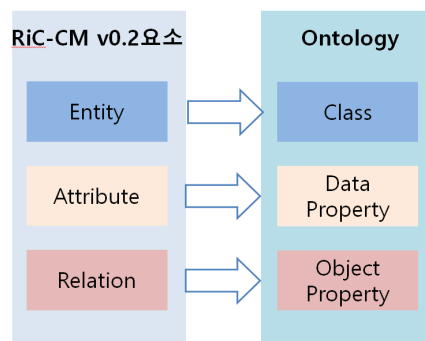 RiC-CM v0.2요소
Ontology
Entity
Class
Attribute
Data
Property
Relation
Object
Property